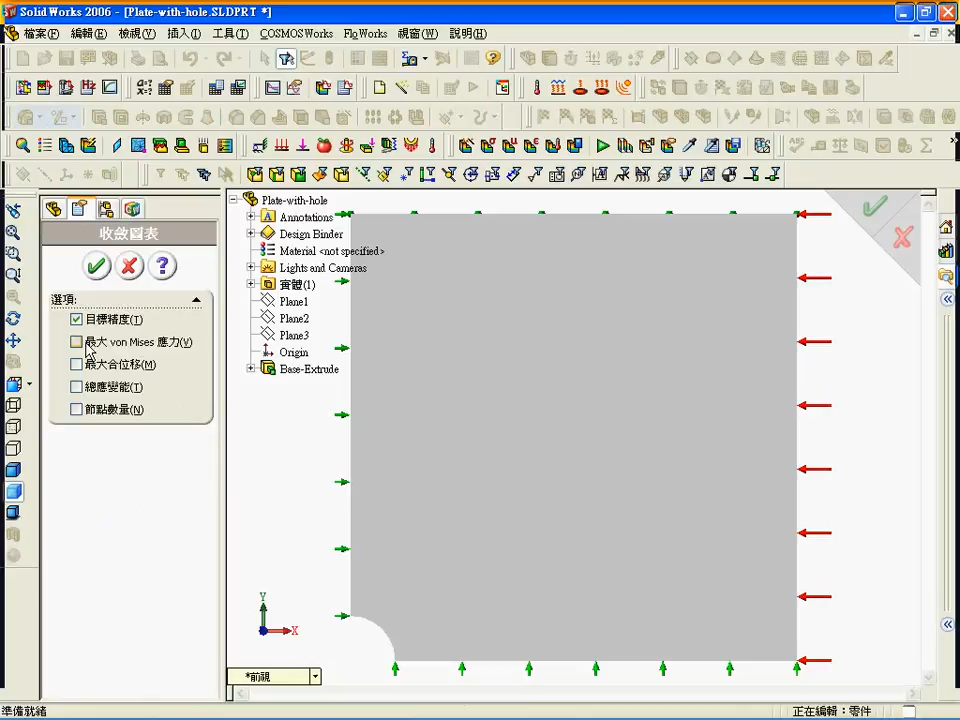 SolidWorks 2006 - [Plate-with-hole.SLDPRT *]
檔案(F) 編輯(E) 檢視(V) 插入(I) 工具(T) COSMOSWorks FloWorks 視窗(W) 說明(H)
收斂圖表
選項:
目標精度(T)
最大 von Mises 應力(V)
最大合位移(M)
總應變能(T)
節點數量(N)
Plate-with-hole
Annotations
Design Binder
Material <not specified>
Lights and Cameras
實體(1)
Plane1
Plane2
Plane3
Origin
Base-Extrude
Y
X
*前視
準備就緒
正在編輯：零件